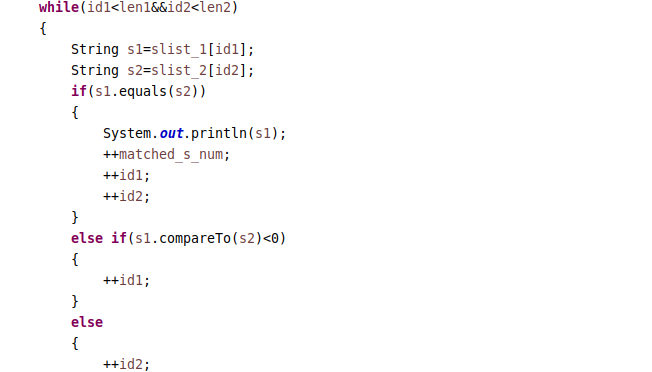 while(id1<len1&&id2<len2)
{
String s1=slist_1[id1];
String s2=slist_2[id2];
if(s1.equals(s2))
{
System.out.println(s1);
++matched_s_num;
++id1;
++id2;
}
else if(s1.compareTo(s2)<0)
{
++id1;
}
else
{
++id2;